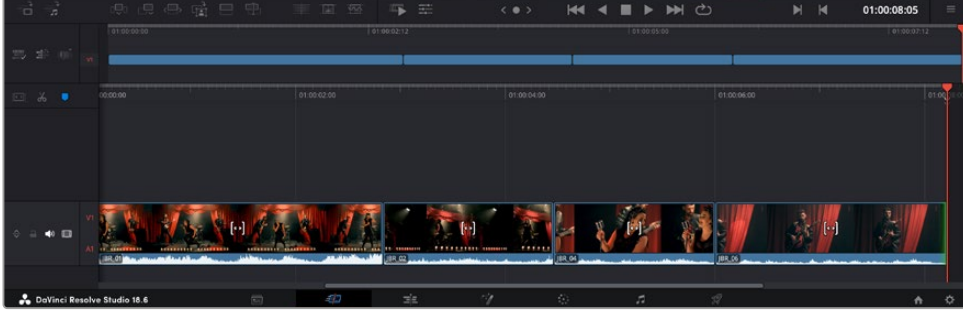 01:00:08:05
01:00:00:00 01:00:02:12 01:00:05:00 01:00:07:12
V1
00:00:00 01:00:02:00 01:00:04:00 01:00:06:00
V1
A1
JBR_01 JBR_02 JBR_04 JBR_06
DaVinci Resolve Studio 18.6